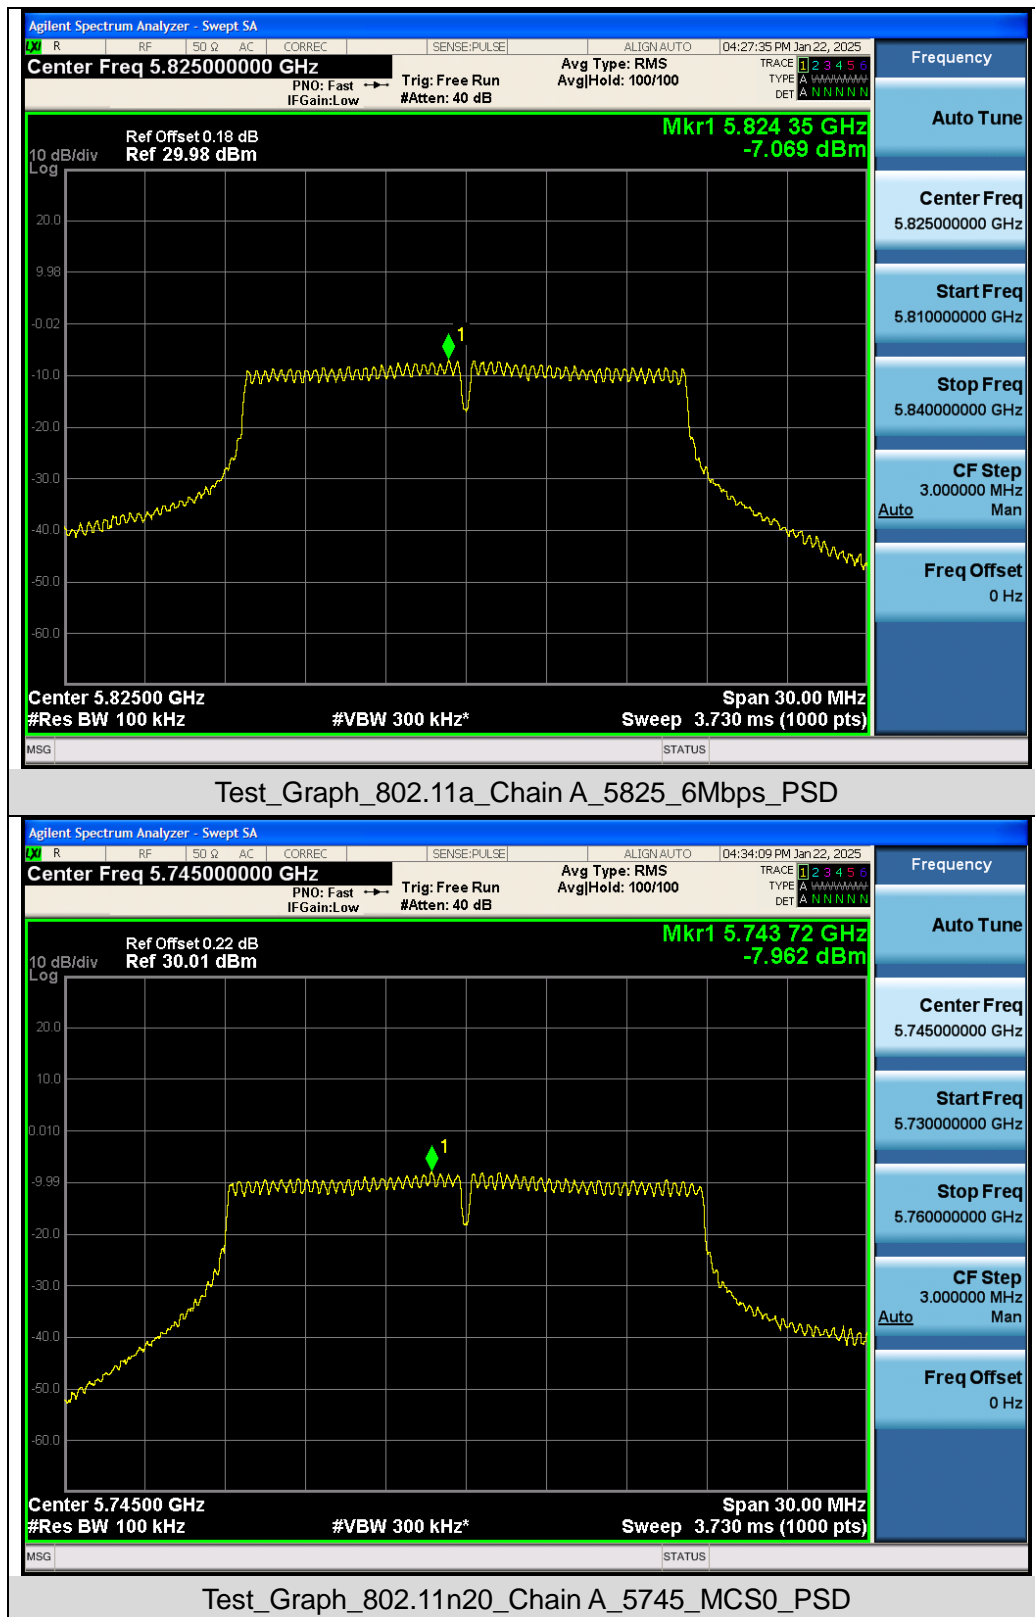 Agilent Spectrum Analyzer - Swept SA
LXI R RF 50 Ω AC CORREC SENSE:PULSE ALIGN AUTO 04:27:35 PM Jan 22, 2025
Center Freq 5.825000000 GHz
PNO: Fast
IFGain:Low
Trig: Free Run
#Atten: 40 dB
Avg Type: RMS
Avg|Hold: 100/100
TRACE 1 2 3 4 5 6
TYPE A WWWWW
DET A N N N N N
Ref Offset 0.18 dB
10 dB/div Ref 29.98 dBm
Log
Mkr1 5.824 35 GHz
-7.069 dBm
20.0
9.98
-0.02
-10.0
-20.0
-30.0
-40.0
-50.0
-60.0
1
Center 5.82500 GHz Span 30.00 MHz
#Res BW 100 kHz #VBW 300 kHz* Sweep 3.730 ms (1000 pts)
MSG STATUS
Frequency
Auto Tune
Center Freq
5.825000000 GHz
Start Freq
5.810000000 GHz
Stop Freq
5.840000000 GHz
CF Step
3.000000 MHz
Auto Man
Freq Offset
0 Hz
Test_Graph_802.11a_Chain A_5825_6Mbps_PSD
Agilent Spectrum Analyzer - Swept SA
LXI R RF 50 Ω AC CORREC SENSE:PULSE ALIGN AUTO 04:34:09 PM Jan 22, 2025
Center Freq 5.745000000 GHz
PNO: Fast
IFGain:Low
Trig: Free Run
#Atten: 40 dB
Avg Type: RMS
Avg|Hold: 100/100
TRACE 1 2 3 4 5 6
TYPE A WWWWW
DET A N N N N N
Ref Offset 0.22 dB
10 dB/div Ref 30.01 dBm
Log
Mkr1 5.743 72 GHz
-7.962 dBm
20.0
10.0
0.010
-9.99
-20.0
-30.0
-40.0
-50.0
-60.0
1
Center 5.74500 GHz Span 30.00 MHz
#Res BW 100 kHz #VBW 300 kHz* Sweep 3.730 ms (1000 pts)
MSG STATUS
Frequency
Auto Tune
Center Freq
5.745000000 GHz
Start Freq
5.730000000 GHz
Stop Freq
5.760000000 GHz
CF Step
3.000000 MHz
Auto Man
Freq Offset
0 Hz
Test_Graph_802.11n20_Chain A_5745_MCS0_PSD